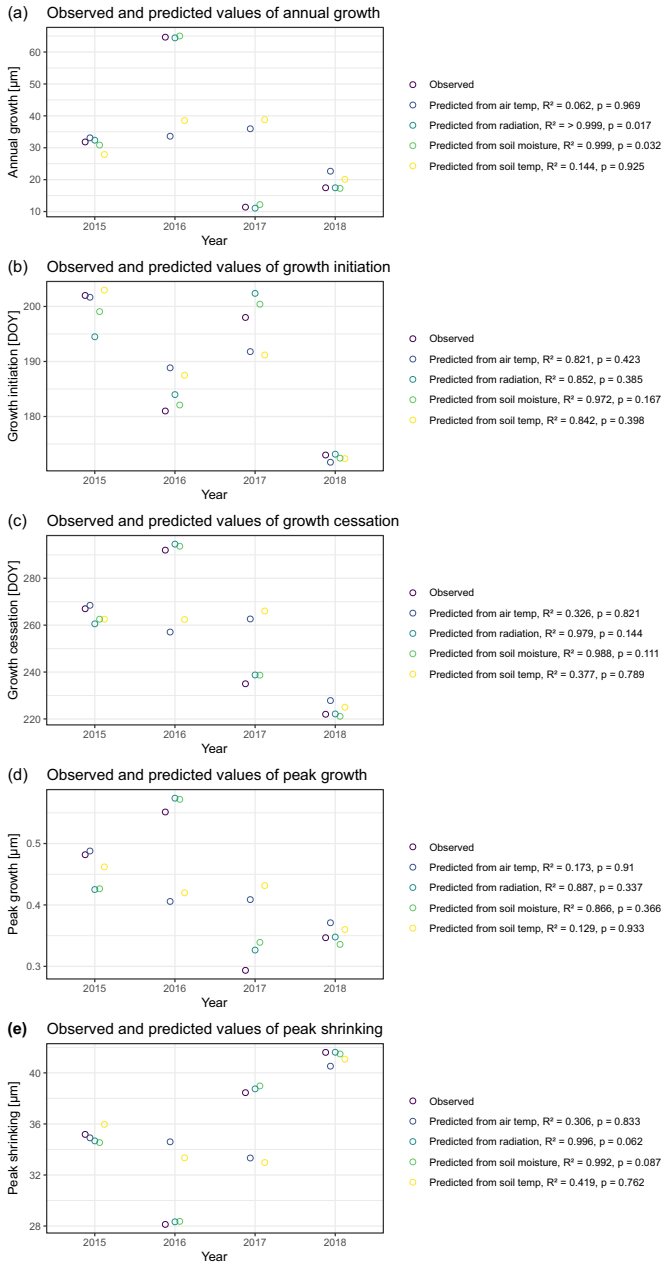 (a) Observed and predicted values of annual growth
Annual growth [µm]
60
50
40
30
20
10
2015 2016 2017 2018
Year
Observed
Predicted from air temp, R² = 0.062, p = 0.969
Predicted from radiation, R² = > 0.999, p = 0.017
Predicted from soil moisture, R² = 0.999, p = 0.032
Predicted from soil temp, R² = 0.144, p = 0.925
(b) Observed and predicted values of growth initiation
Growth initiation [DOY]
200
190
180
2015 2016 2017 2018
Year
Observed
Predicted from air temp, R² = 0.821, p = 0.423
Predicted from radiation, R² = 0.852, p = 0.385
Predicted from soil moisture, R² = 0.972, p = 0.167
Predicted from soil temp, R² = 0.842, p = 0.398
(c) Observed and predicted values of growth cessation
Growth cessation [DOY]
280
260
240
220
2015 2016 2017 2018
Year
Observed
Predicted from air temp, R² = 0.326, p = 0.821
Predicted from radiation, R² = 0.979, p = 0.144
Predicted from soil moisture, R² = 0.988, p = 0.111
Predicted from soil temp, R² = 0.377, p = 0.789
(d) Observed and predicted values of peak growth
Peak growth [µm]
0.5
0.4
0.3
2015 2016 2017 2018
Year
Observed
Predicted from air temp, R² = 0.173, p = 0.91
Predicted from radiation, R² = 0.887, p = 0.337
Predicted from soil moisture, R² = 0.866, p = 0.366
Predicted from soil temp, R² = 0.129, p = 0.933
(e) Observed and predicted values of peak shrinking
Peak shrinking [µm]
40
36
32
28
2015 2016 2017 2018
Year
Observed
Predicted from air temp, R² = 0.306, p = 0.833
Predicted from radiation, R² = 0.996, p = 0.062
Predicted from soil moisture, R² = 0.992, p = 0.087
Predicted from soil temp, R² = 0.419, p = 0.762